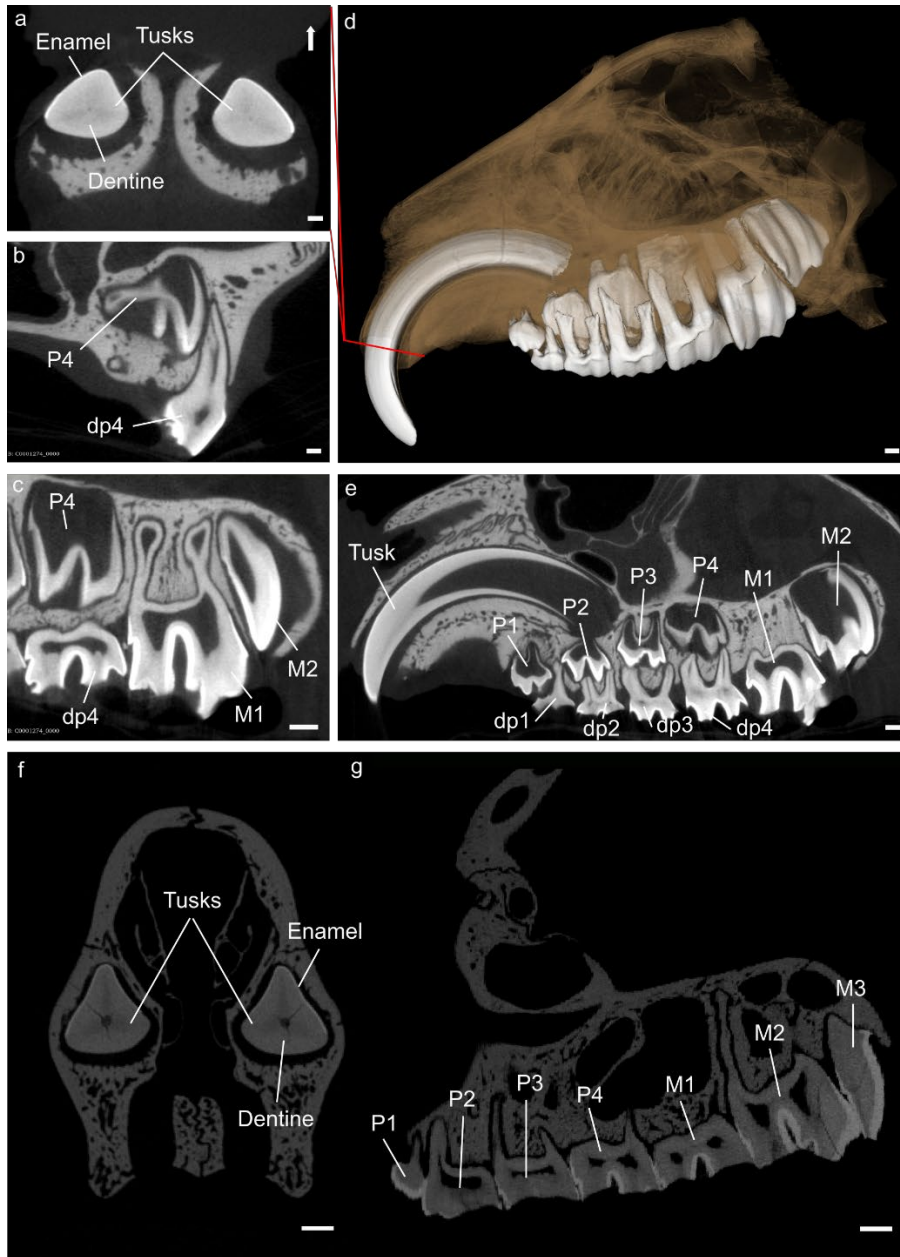 a
Enamel
Tusks
Dentine
b
P4
dp4
c
P4
dp4
M1
M2
d
e
Tusk
P1
P2
P3
P4
M1
M2
dp1
dp2
dp3
dp4
f
Tusks
Enamel
Dentine
g
P1
P2
P3
P4
M1
M2
M3